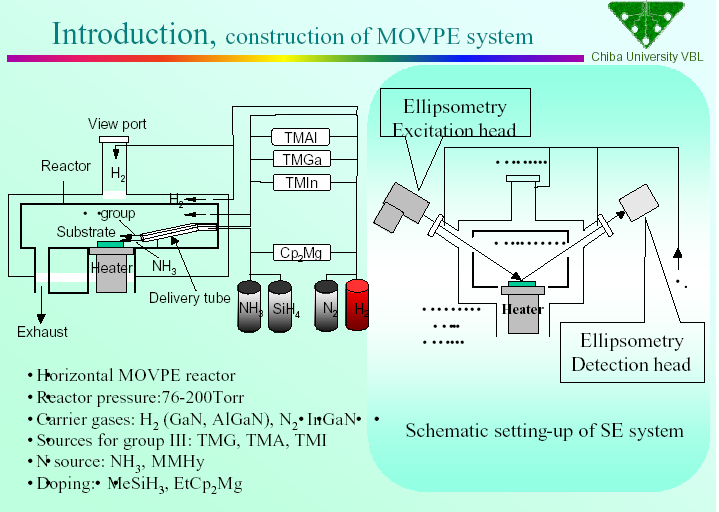 Introduction, construction of MOVPE system
Chiba University VBL
View port
Reactor
H2
H2
group
Substrate
Heater
NH3
Delivery tube
Exhaust
TMAl
TMGa
TMIn
Cp2Mg
NH3
SiH4
N2
H2
Ellipsometry
Excitation head
Heater
Ellipsometry
Detection head
Schematic setting-up of SE system
• Horizontal MOVPE reactor
• Reactor pressure:76-200Torr
• Carrier gases: H2 (GaN, AlGaN), N2 InGaN
• Sources for group III: TMG, TMA, TMI
• N source: NH3, MMHy
• Doping: MeSiH3, EtCp2Mg